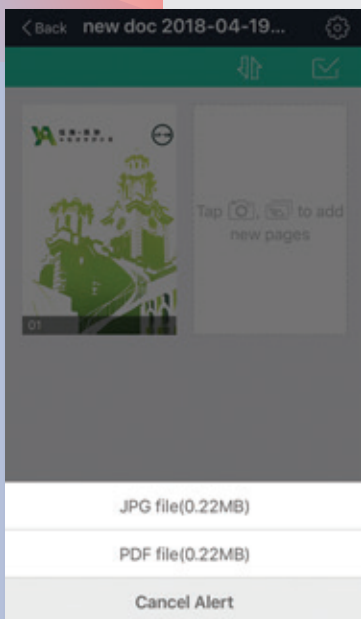 Back new doc 2018-04-19...
Tap , to add
new pages
01
JPG file(0.22MB)
PDF file(0.22MB)
Cancel Alert